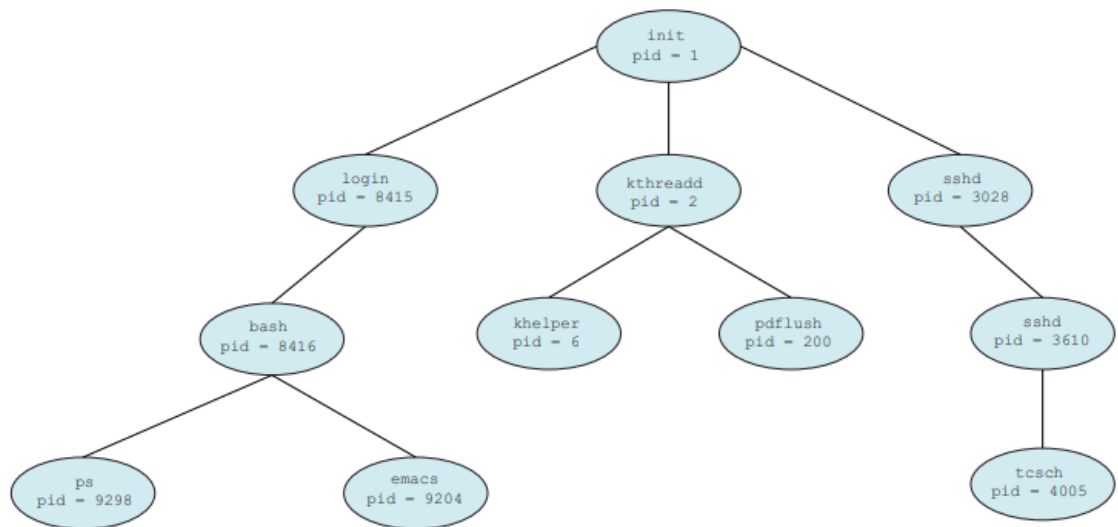 init
pid = 1
login
pid = 8415
kthreadd
pid = 2
sshd
pid = 3028
bash
pid = 8416
khelper
pid = 6
pdflush
pid = 200
sshd
pid = 3610
ps
pid = 9298
emacs
pid = 9204
tcsch
pid = 4005